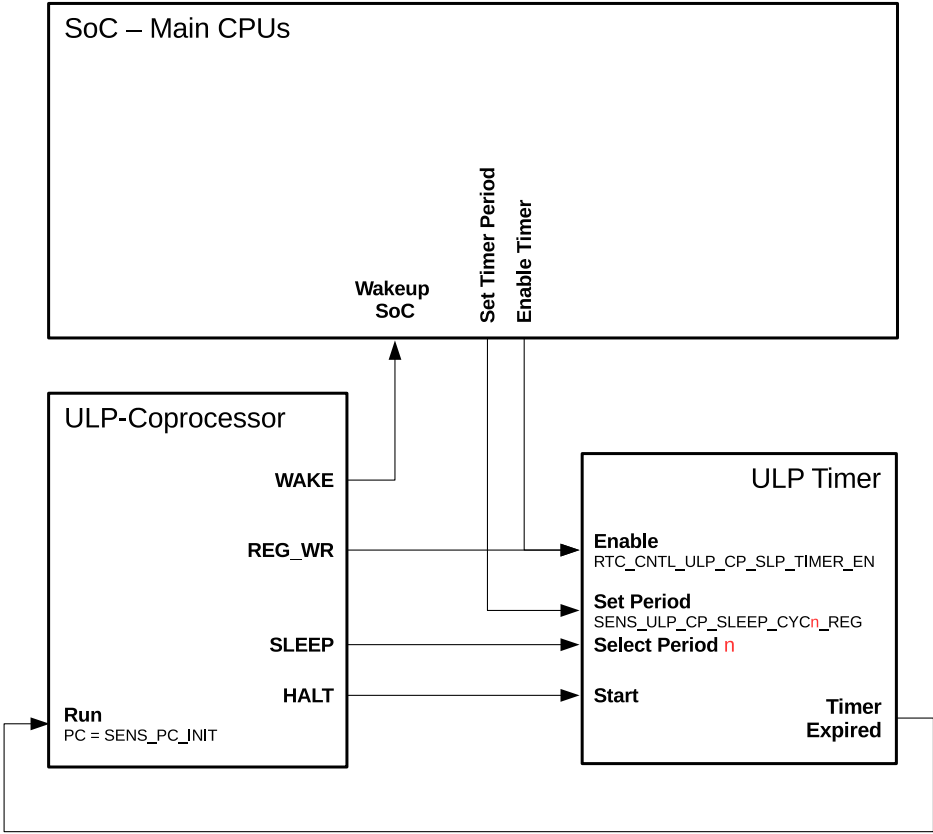 SoC – Main CPUs
Set Timer Period
Enable Timer
Wakeup
SoC
ULP-Coprocessor
WAKE
REG_WR
SLEEP
HALT
Run
PC = SENS_PC_INIT
ULP Timer
Enable
RTC_CNTL_ULP_CP_SLP_TIMER_EN
Set Period
SENS_ULP_CP_SLEEP_CYCn_REG
Select Period n
Start
Timer
Expired